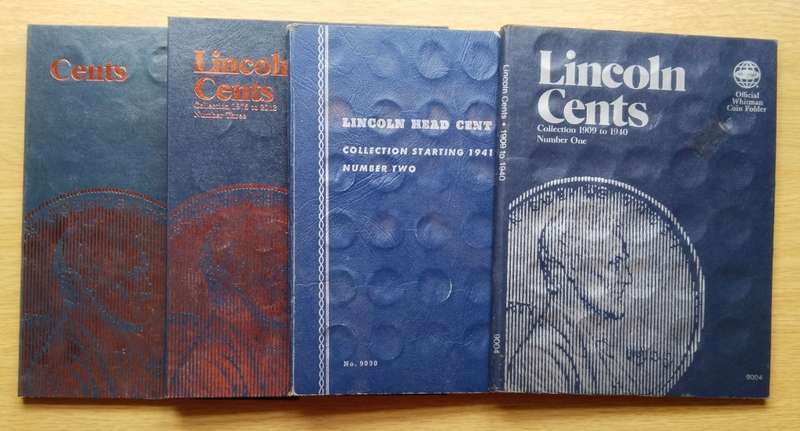 Cents
Lincoln
Cents
Collection 1975 to 2013
Number Three
LINCOLN HEAD CENT
COLLECTION STARTING 1941
NUMBER TWO
No. 9030
Lincoln Cents • 1909 to 1940
9004
Lincoln
Cents
Collection 1909 to 1940
Number One
Official
Whitman
Coin Folder
9004